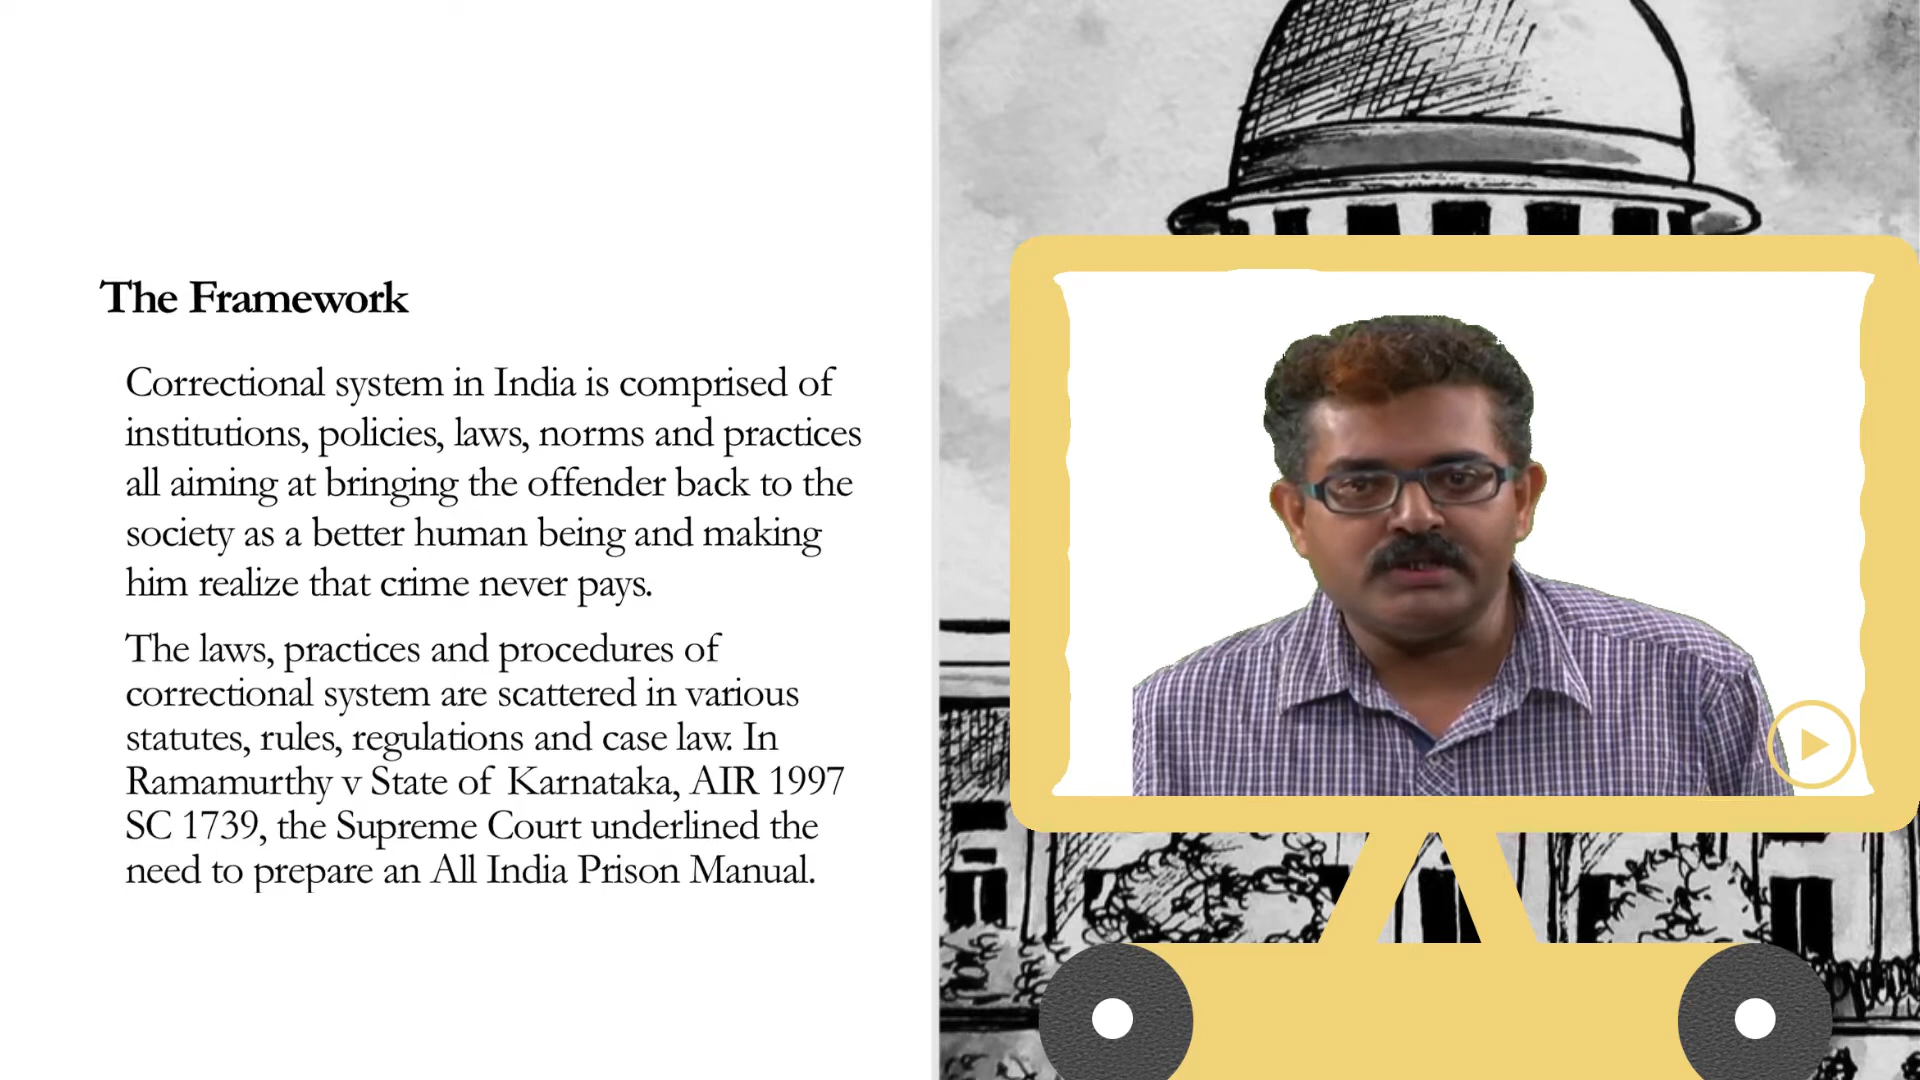 The Framework
Correctional system in India is comprised of
institutions, policies, laws, norms and practices
all aiming at bringing the offender back to the
society as a better human being and making
him realize that crime never pays.
The laws, practices and procedures of
correctional system are scattered in various
statutes, rules, regulations and case law. In
Ramamurthy v State of Karnataka, AIR 1997
SC 1739, the Supreme Court underlined the
need to prepare an All India Prison Manual.